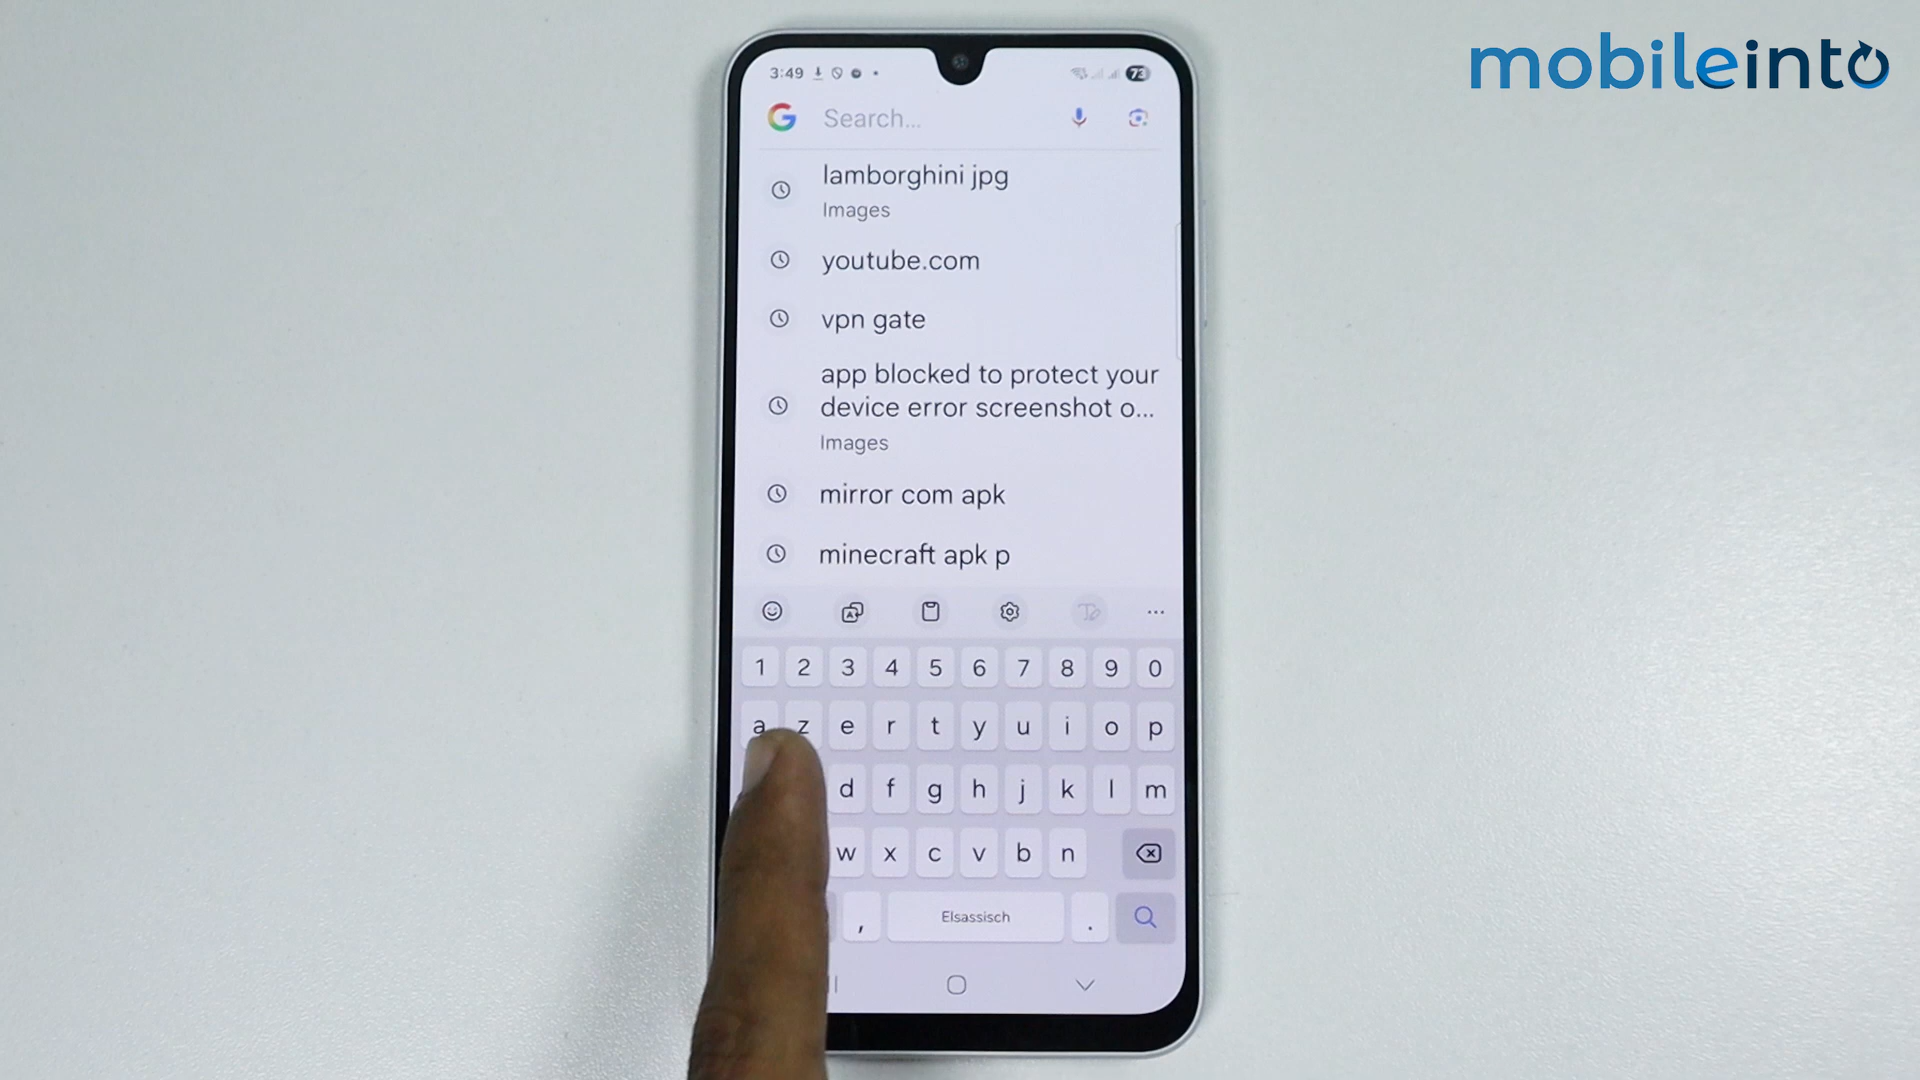 mobileinto
3:49
73
Search...
lamborghini jpg
Images
youtube.com
vpn gate
app blocked to protect your
device error screenshot o...
Images
mirror com apk
minecraft apk p
1 2 3 4 5 6 7 8 9 0
a z e r t y u i o p
d f g h j k l m
w x c v b n
, Elsassisch .